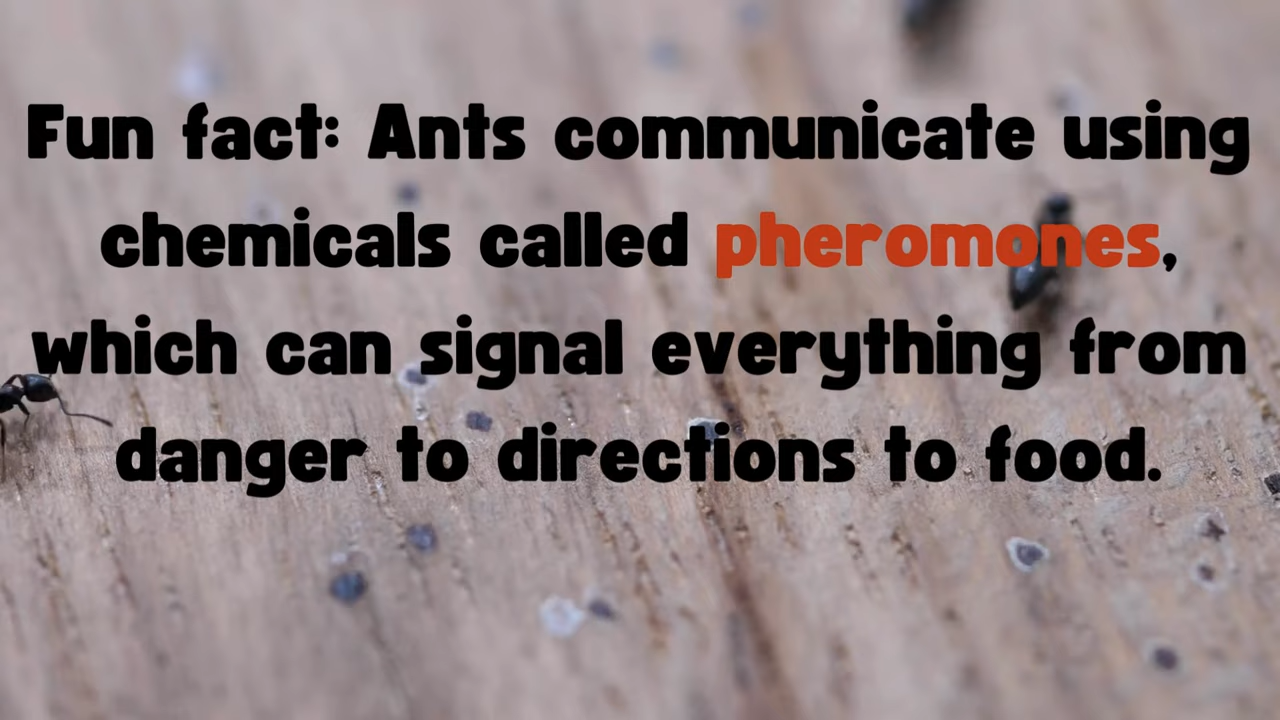 Fun fact: Ants communicate using
chemicals called pheromones,
which can signal everything from
danger to directions to food.